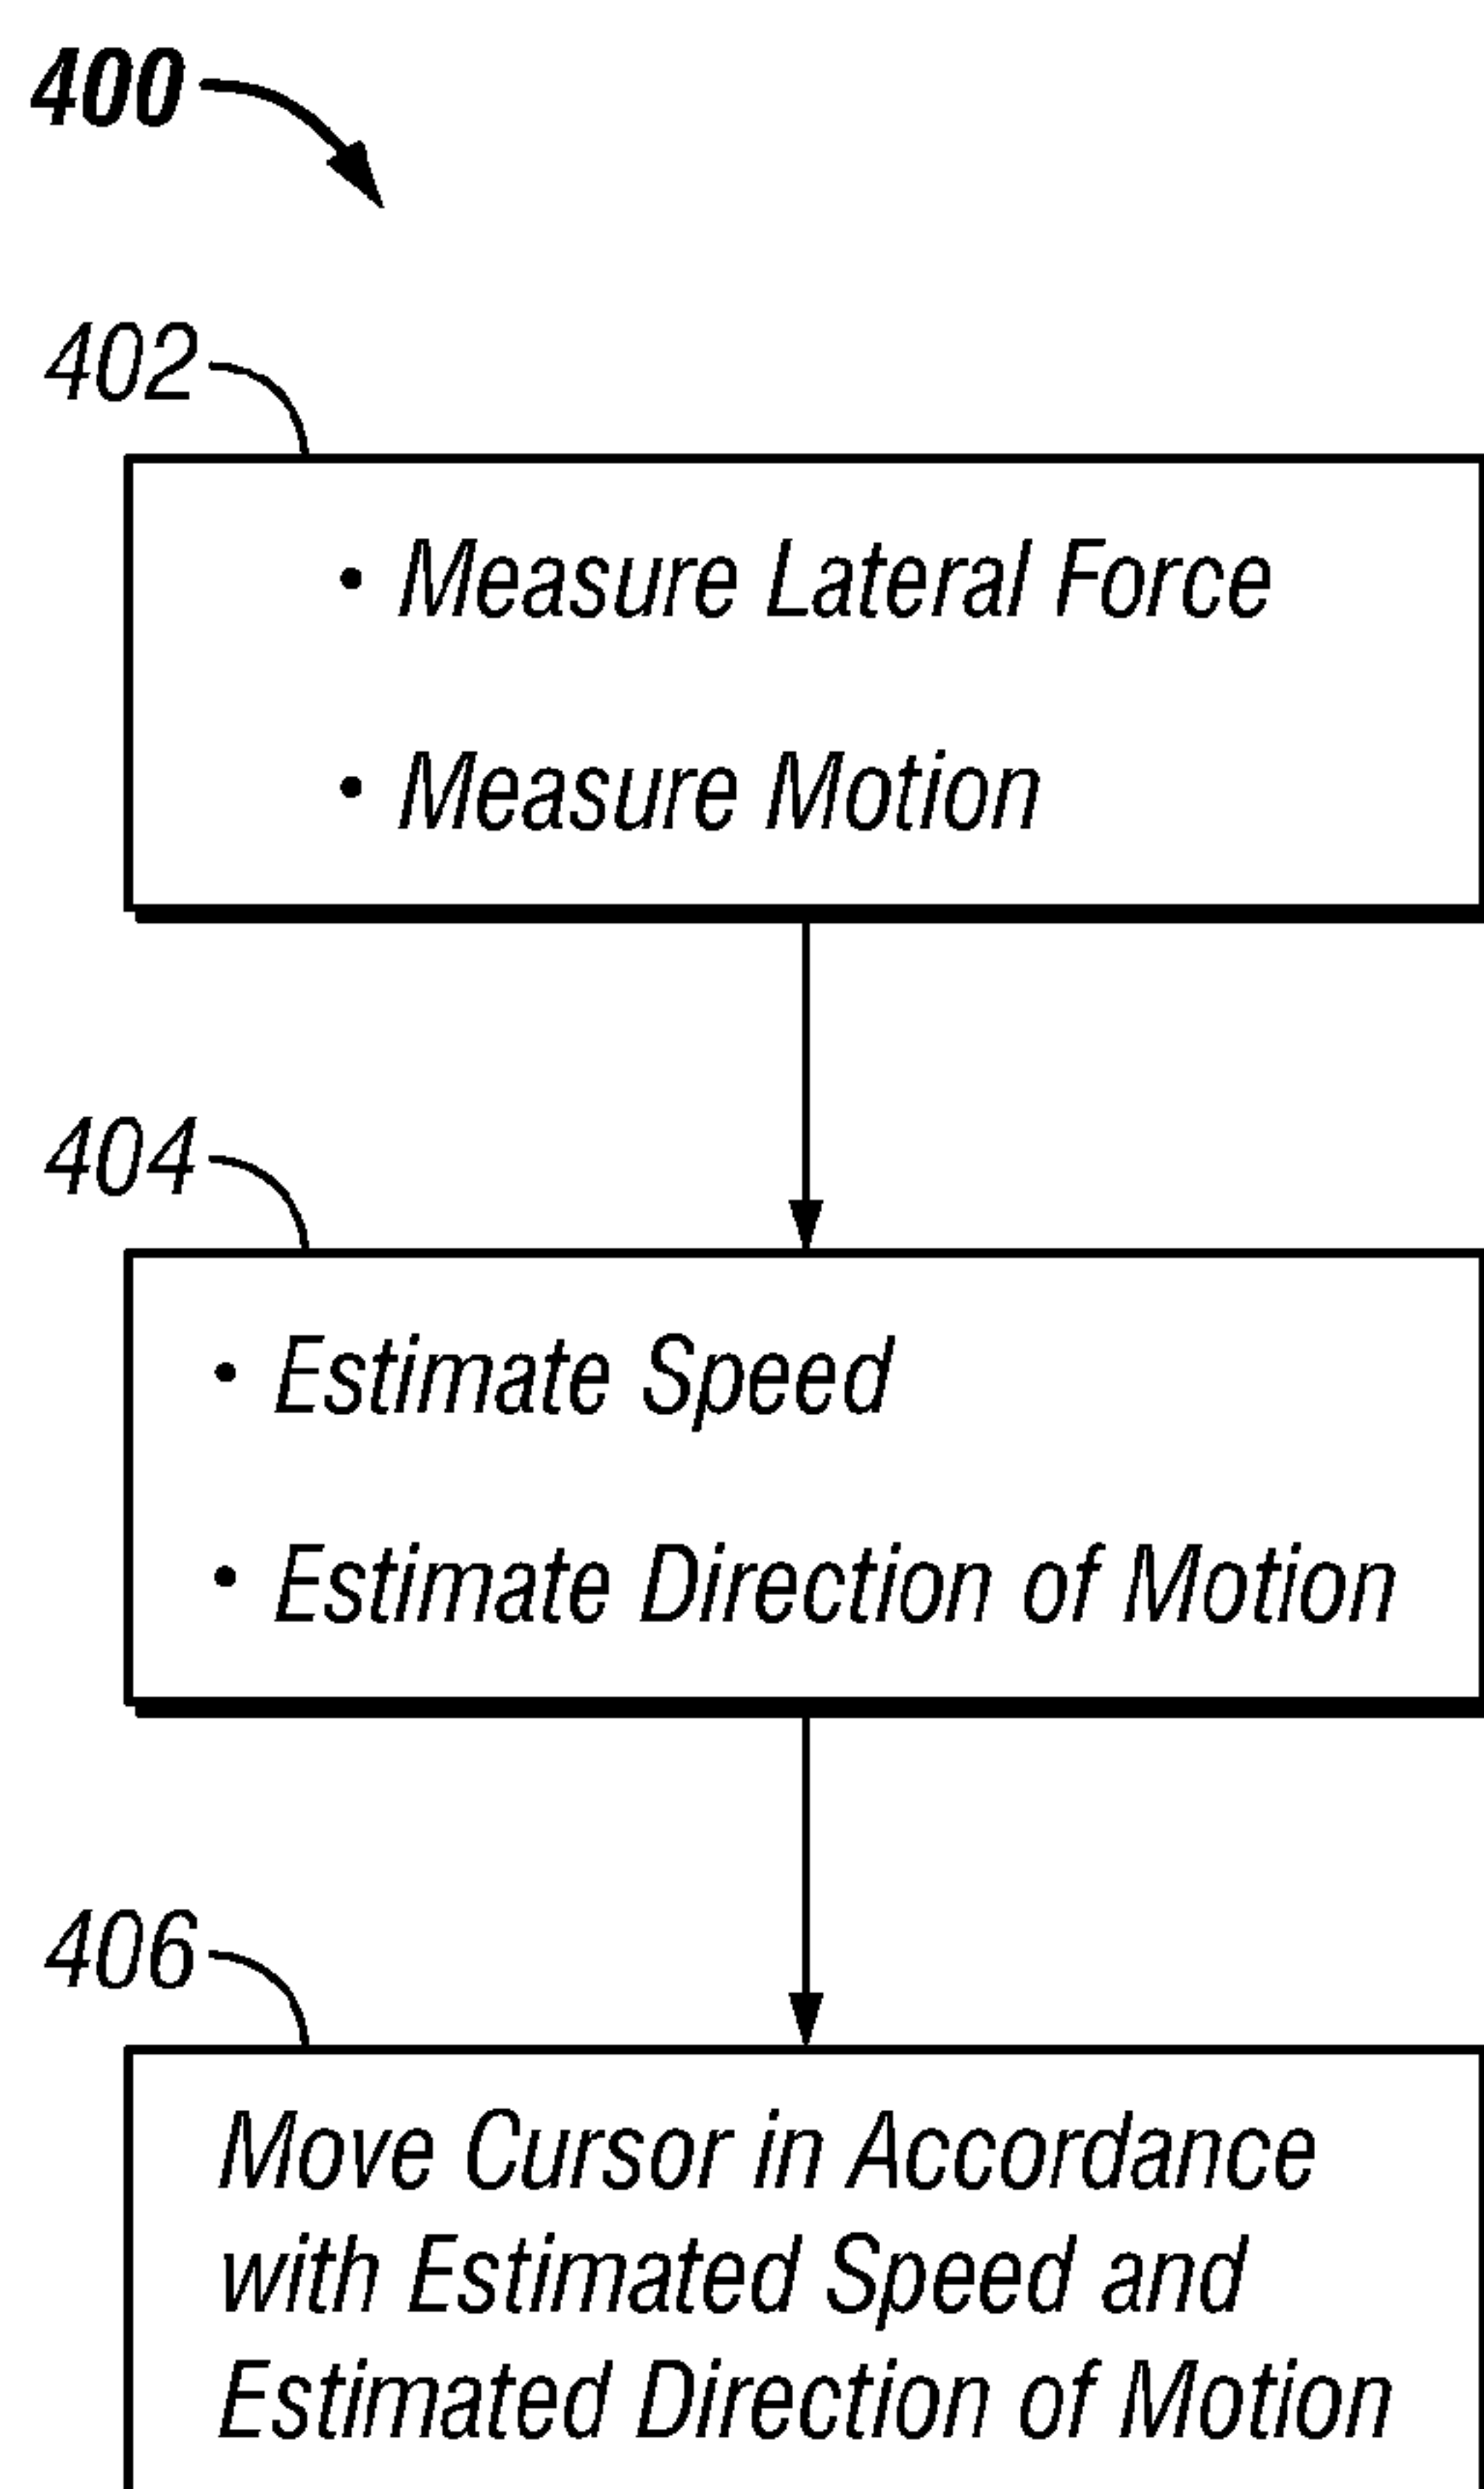 400
402
• Measure Lateral Force
• Measure Motion
404
• Estimate Speed
• Estimate Direction of Motion
406
Move Cursor in Accordance
with Estimated Speed and
Estimated Direction of Motion